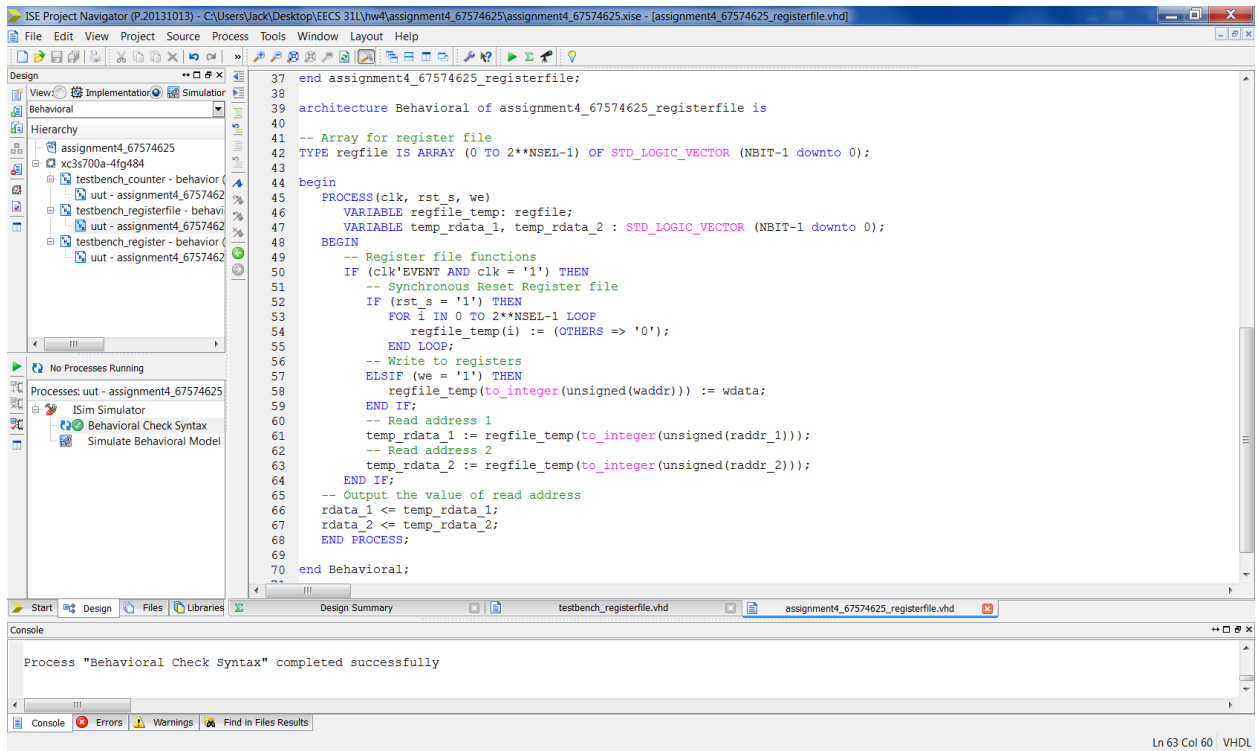 ISE Project Navigator (P.20131013) - C:\Users\Jack\Desktop\EECS 31L\hw4\assignment4_67574625\assignment4_67574625.xise - [assignment4_67574625_registerfile.vhd]
File Edit View Project Source Process Tools Window Layout Help
Design
View: Implementation Simulation
Behavioral
Hierarchy
assignment4_67574625
xc3s700a-4fg484
testbench_counter - behavior (
uut - assignment4_6757462
testbench_registerfile - behavi
uut - assignment4_6757462
testbench_register - behavior (
uut - assignment4_6757462
No Processes Running
Processes: uut - assignment4_67574625
ISim Simulator
Behavioral Check Syntax
Simulate Behavioral Model
37 end assignment4_67574625_registerfile;
38
39 architecture Behavioral of assignment4_67574625_registerfile is
40
41 -- Array for register file
42 TYPE regfile IS ARRAY (0 TO 2**NSEL-1) OF STD_LOGIC_VECTOR (NBIT-1 downto 0);
43
44 begin
45 PROCESS(clk, rst_s, we)
46 VARIABLE regfile_temp: regfile;
47 VARIABLE temp_rdata_1, temp_rdata_2 : STD_LOGIC_VECTOR (NBIT-1 downto 0);
48 BEGIN
49 -- Register file functions
50 IF (clk'EVENT AND clk = '1') THEN
51 -- Synchronous Reset Register file
52 IF (rst_s = '1') THEN
53 FOR i IN 0 TO 2**NSEL-1 LOOP
54 regfile_temp(i) := (OTHERS => '0');
55 END LOOP;
56 -- Write to registers
57 ELSIF (we = '1') THEN
58 regfile_temp(to_integer(unsigned(waddr))) := wdata;
59 END IF;
60 -- Read address 1
61 temp_rdata_1 := regfile_temp(to_integer(unsigned(raddr_1)));
62 -- Read address 2
63 temp_rdata_2 := regfile_temp(to_integer(unsigned(raddr_2)));
64 END IF;
65 -- Output the value of read address
66 rdata_1 <= temp_rdata_1;
67 rdata_2 <= temp_rdata_2;
68 END PROCESS;
69
70 end Behavioral;
Start Design Files Libraries Design Summary testbench_registerfile.vhd assignment4_67574625_registerfile.vhd
Console
Process "Behavioral Check Syntax" completed successfully
Console Errors Warnings Find in Files Results
Ln 63 Col 60 VHDL